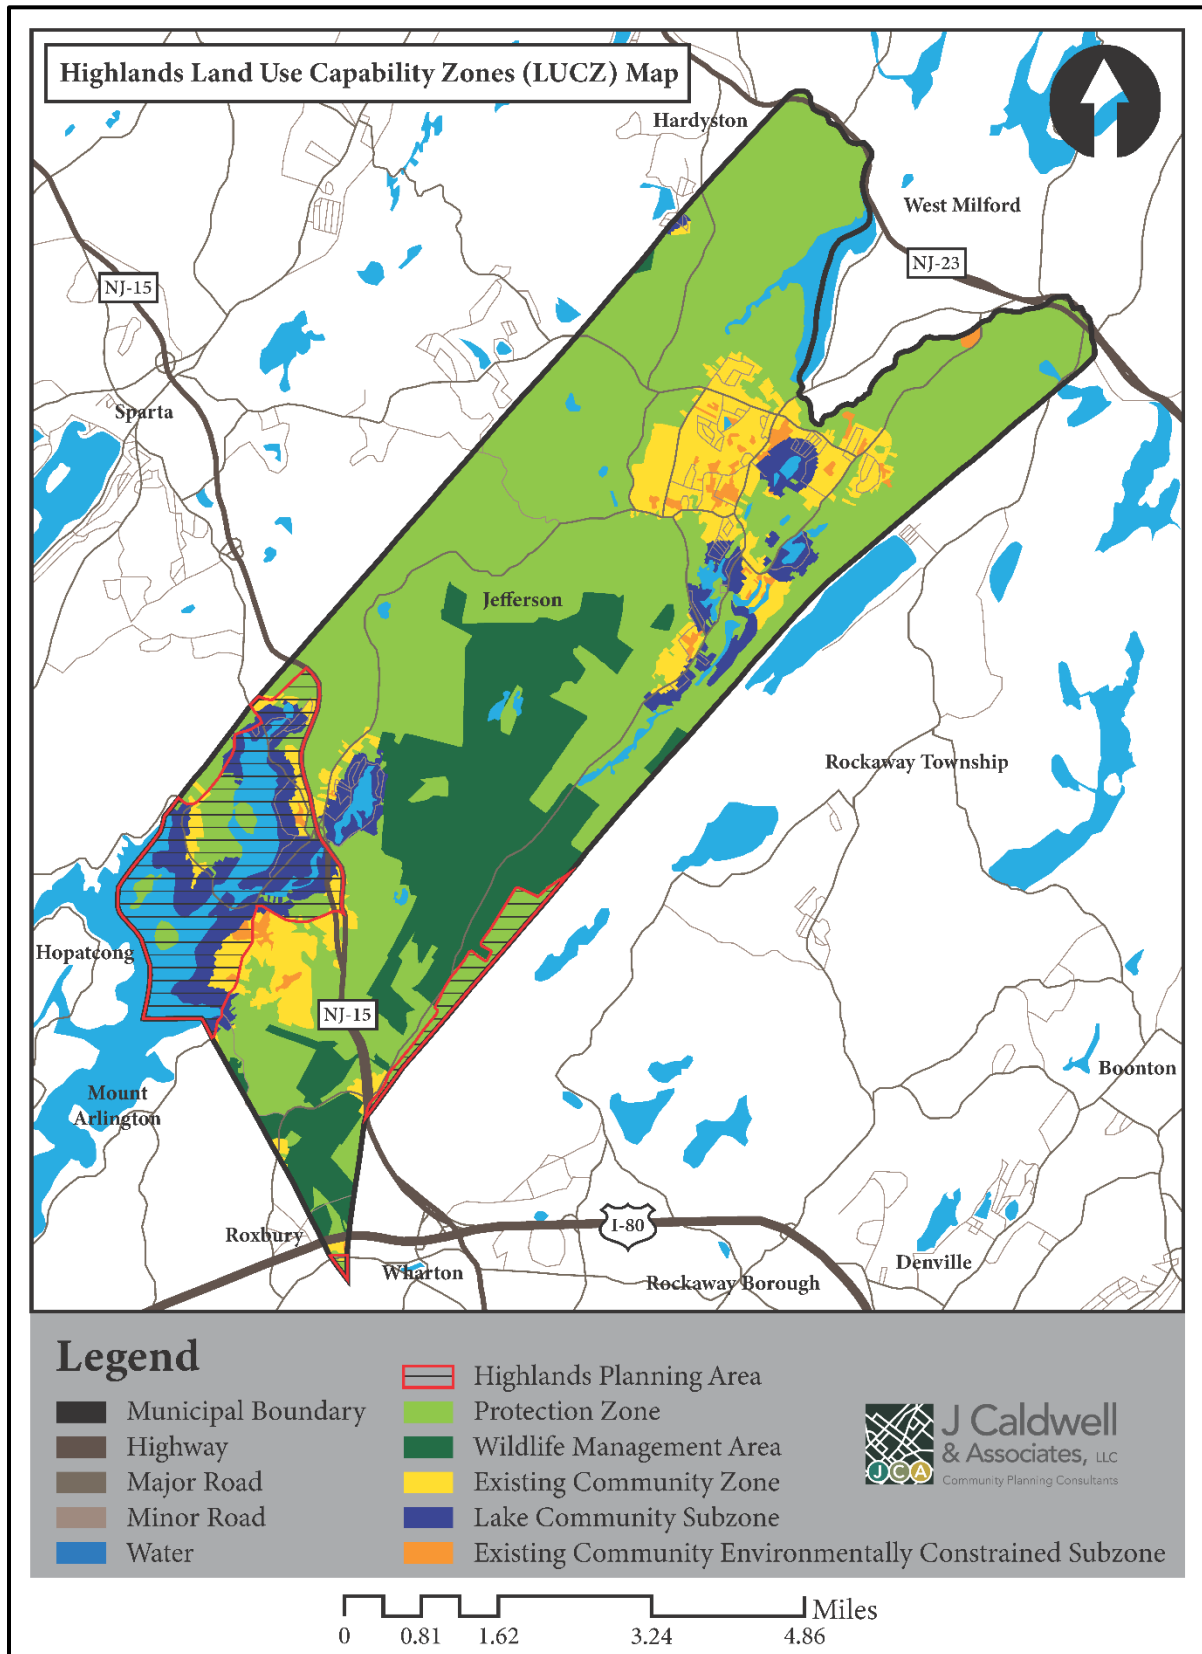 Highlands Land Use Capability Zones (LUCZ) Map
Hardyston
West Milford
NJ-23
NJ-15
Sparta
Jefferson
Rockaway Township
Hopatcong
NJ-15
Mount
Arlington
Boonton
Roxbury
I-80
Wharton
Rockaway Borough
Denville
Legend
Municipal Boundary
Highway
Major Road
Minor Road
Water
Highlands Planning Area
Protection Zone
Wildlife Management Area
Existing Community Zone
Lake Community Subzone
Existing Community Environmentally Constrained Subzone
J Caldwell
& Associates, LLC
JCA
Community Planning Consultants
Miles
0 0.81 1.62 3.24 4.86